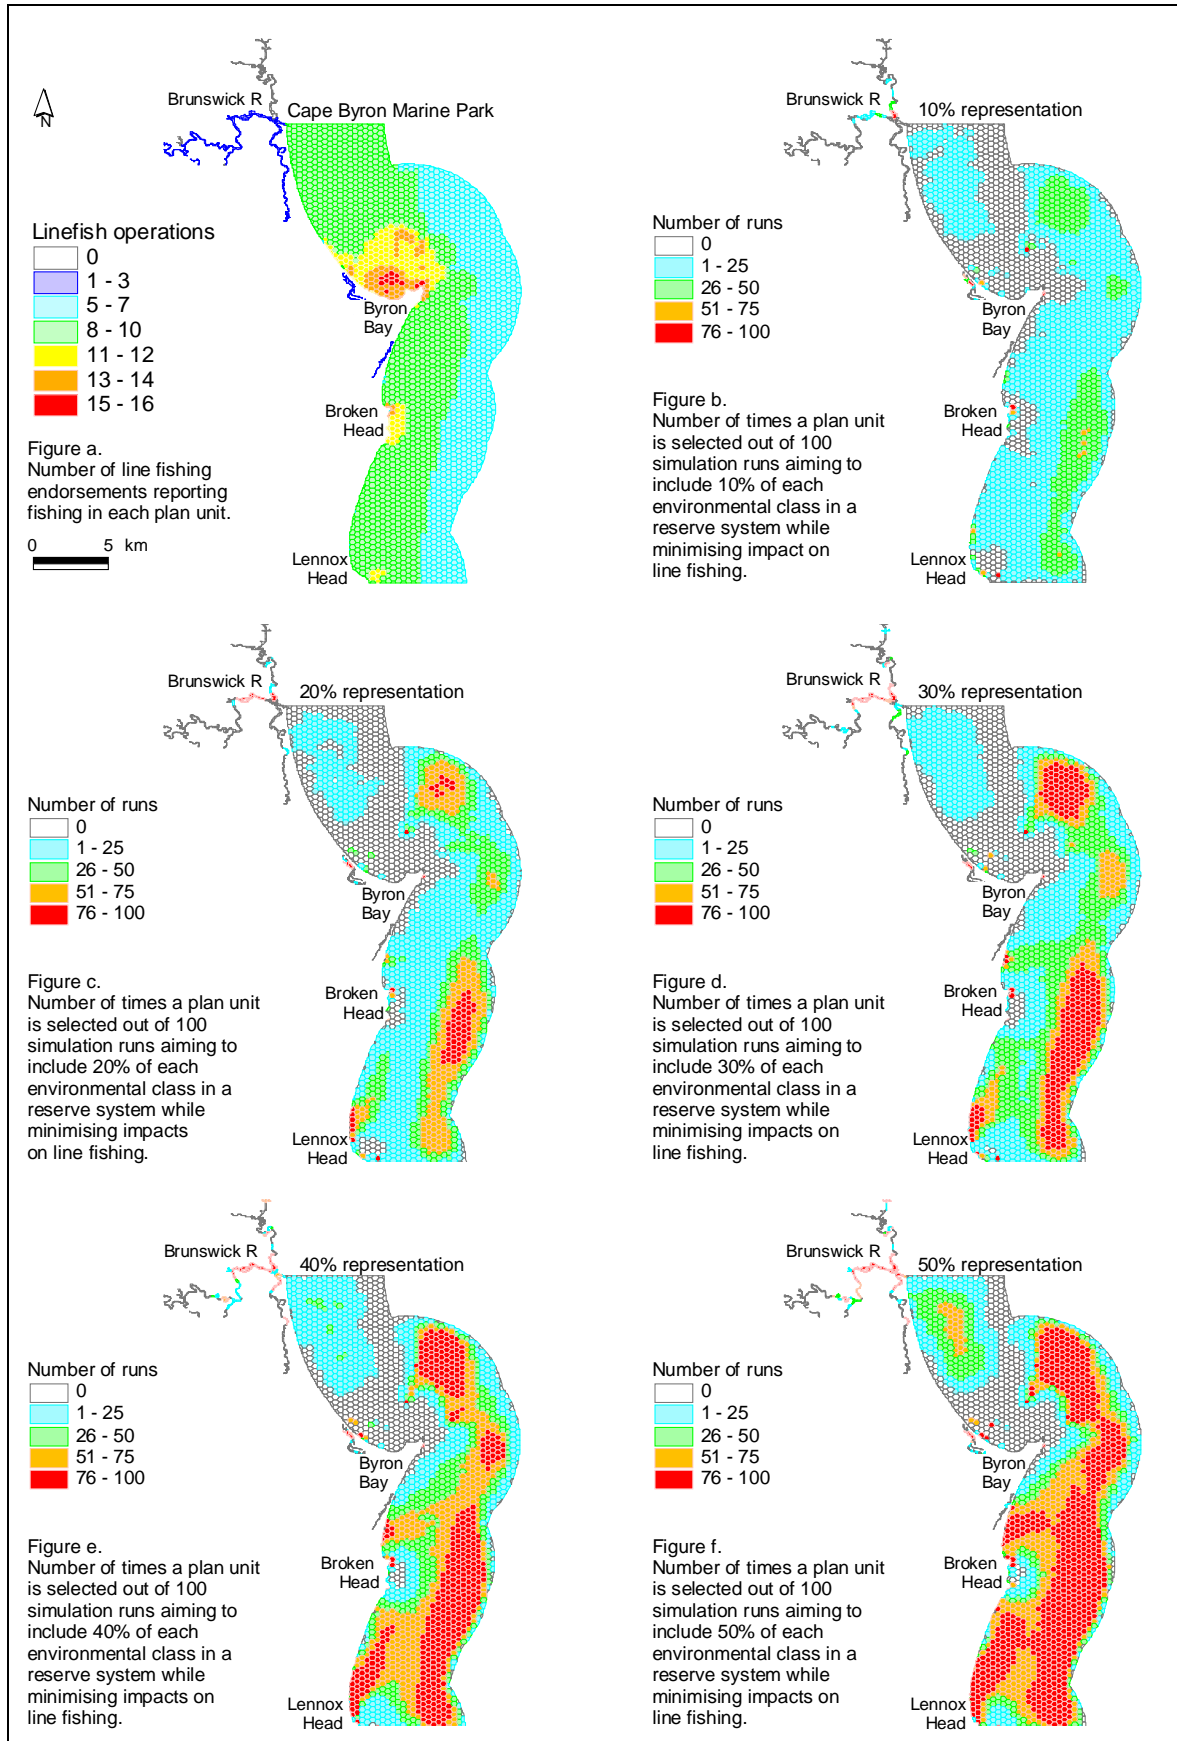 Brunswick R
Cape Byron Marine Park
N
Linefish operations
0
1 - 3
5 - 7
8 - 10
11 - 12
13 - 14
15 - 16
Byron
Bay
Broken
Head
Figure a.
Number of line fishing
endorsements reporting
fishing in each plan unit.
0 5 km
Lennox
Head
Brunswick R
10% representation
Number of runs
0
1 - 25
26 - 50
51 - 75
76 - 100
Byron
Bay
Figure b.
Number of times a plan unit
is selected out of 100
simulation runs aiming to
include 10% of each
environmental class in a
reserve system while
minimising impact on
line fishing.
Broken
Head
Lennox
Head
Brunswick R
20% representation
Number of runs
0
1 - 25
26 - 50
51 - 75
76 - 100
Byron
Bay
Figure c.
Number of times a plan unit
is selected out of 100
simulation runs aiming to
include 20% of each
environmental class in a
reserve system while
minimising impacts
on line fishing.
Broken
Head
Lennox
Head
Brunswick R
30% representation
Number of runs
0
1 - 25
26 - 50
51 - 75
76 - 100
Byron
Bay
Figure d.
Number of times a plan unit
is selected out of 100
simulation runs aiming to
include 30% of each
environmental class in a
reserve system while
minimising impacts on
line fishing.
Broken
Head
Lennox
Head
Brunswick R
40% representation
Number of runs
0
1 - 25
26 - 50
51 - 75
76 - 100
Byron
Bay
Figure e.
Number of times a plan unit
is selected out of 100
simulation runs aiming to
include 40% of each
environmental class in a
reserve system while
minimising impacts on
line fishing.
Broken
Head
Lennox
Head
Brunswick R
50% representation
Number of runs
0
1 - 25
26 - 50
51 - 75
76 - 100
Byron
Bay
Figure f.
Number of times a plan unit
is selected out of 100
simulation runs aiming to
include 50% of each
environmental class in a
reserve system while
minimising impacts on
line fishing.
Broken
Head
Lennox
Head